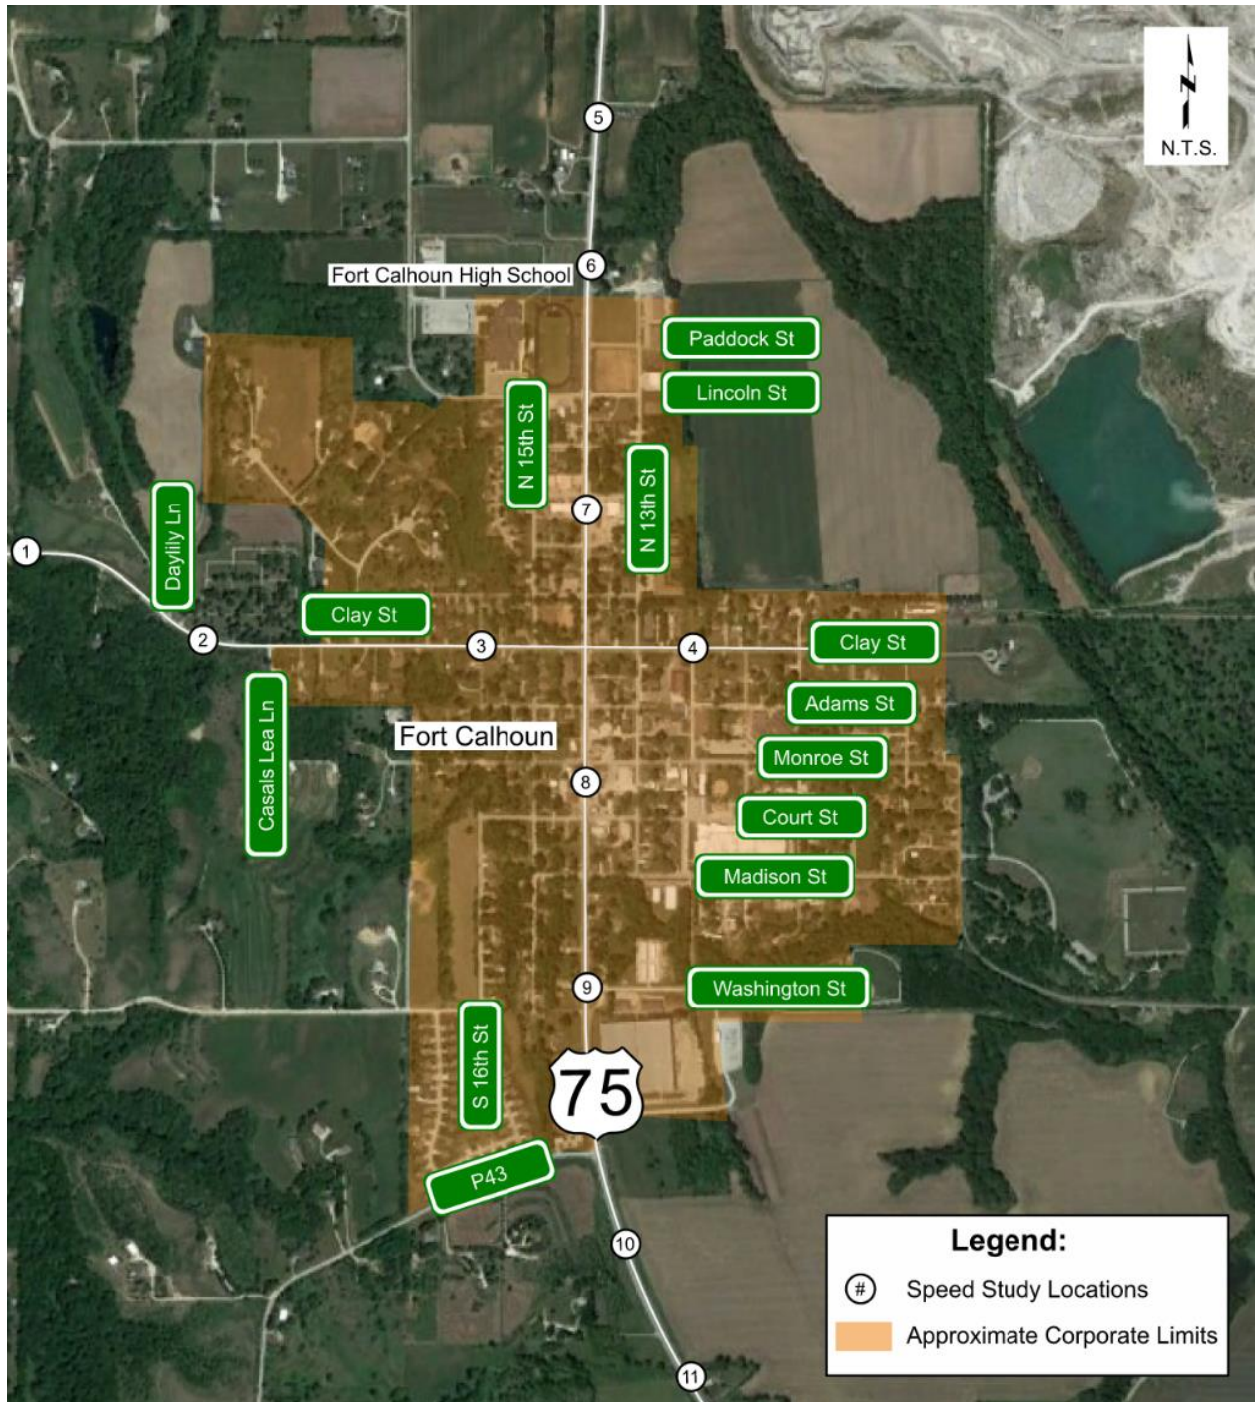 N.T.S.
5
6
Fort Calhoun High School
Paddock St
Lincoln St
N 15th St
N 13th St
7
Daylily Ln
1
Clay St
2
3
4
Clay St
Casals Lea Ln
Adams St
Fort Calhoun
Monroe St
8
Court St
Madison St
9
Washington St
S 16th St
75
P43
10
11
Legend:
# Speed Study Locations
Approximate Corporate Limits